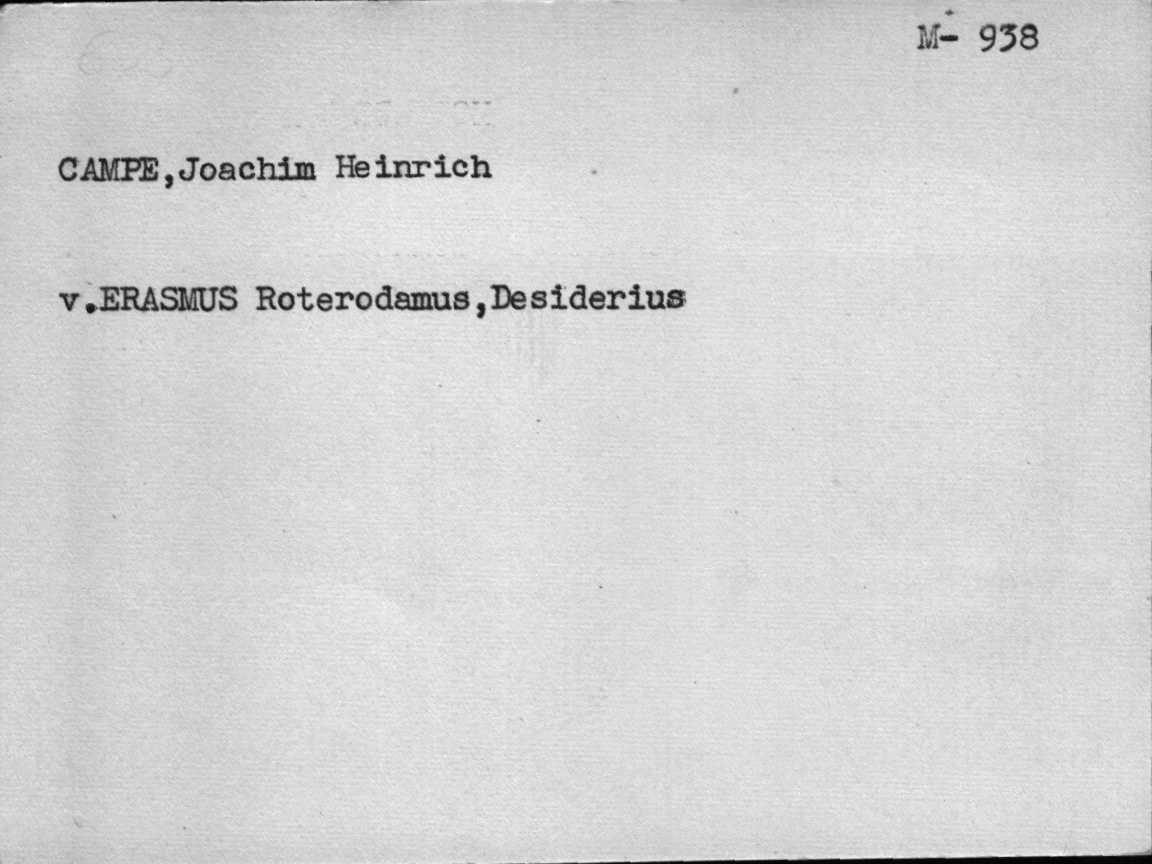 M- 938
CAMPE,Joachim Heinrich
v.ERASMUS Roterodamus,Desiderius